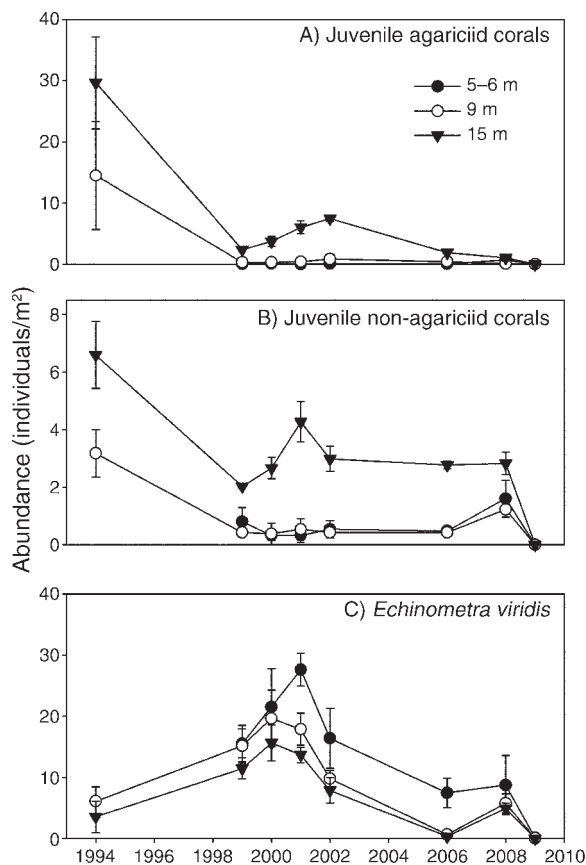 A) Juvenile agariciid corals
40
30
20
10
0
5–6 m
9 m
15 m
B) Juvenile non-agariciid corals
8
6
4
2
0
Abundance (individuals/m²)
C) Echinometra viridis
40
30
20
10
0
1994 1996 1998 2000 2002 2004 2006 2008 2010